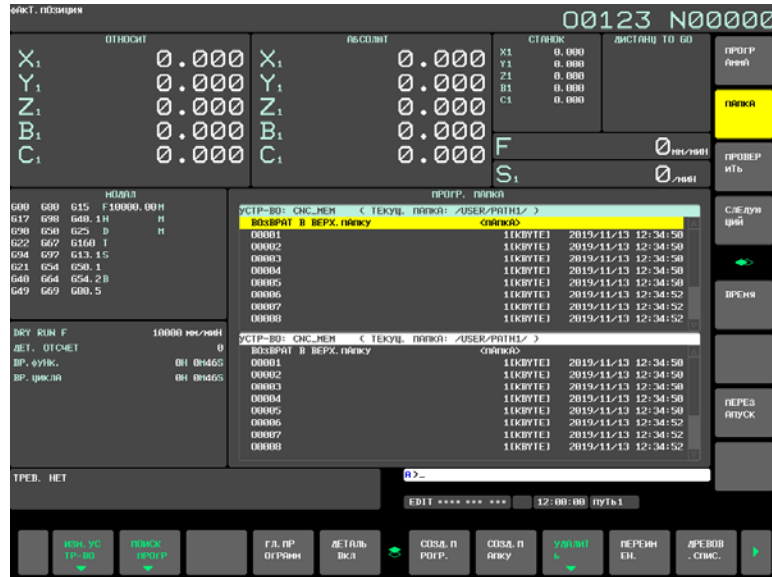 фАКТ. ПОЗИЦИЯ
O0123 N00000
ОТНОСИТ
X1 0.000
Y1 0.000
Z1 0.000
B1 0.000
C1 0.000
АБСОЛЮТ
X1 0.000
Y1 0.000
Z1 0.000
B1 0.000
C1 0.000
СТАНОК
X1 0.000
Y1 0.000
Z1 0.000
B1 0.000
C1 0.000
ДИСТАНЦ TO GO
F 0 ММ/МИН
S1 0 /МИН
МОДАЛ
G00 G80 G15 F10000.00 M
G17 G98 G40.1 H M
G90 G50 G25 D M
G22 G67 G160 T
G94 G97 G13.1 S
G21 G54 G50.1
G40 G64 G54.2 B
G49 G69 G80.5
DRY RUN F 10000 ММ/МИН
ДЕТ. ОТСЧЕТ 0
ВР. ФУНК. 0H 0M46S
ВР. ЦИКЛА 0H 0M46S
ПРОГР. ПАПКА
УСТР-ВО: CNC_MEM ( ТЕКУЩ. ПАПКА: /USER/PATH1/ )
ВОЗВРАТ В ВЕРХ.ПАПКУ <ПАПКА>
O0001 1[KBYTE] 2019/11/13 12:34:50
O0002 1[KBYTE] 2019/11/13 12:34:50
O0003 1[KBYTE] 2019/11/13 12:34:50
O0004 1[KBYTE] 2019/11/13 12:34:50
O0005 1[KBYTE] 2019/11/13 12:34:50
O0006 1[KBYTE] 2019/11/13 12:34:52
O0007 1[KBYTE] 2019/11/13 12:34:52
O0008 1[KBYTE] 2019/11/13 12:34:52
УСТР-ВО: CNC_MEM ( ТЕКУЩ. ПАПКА: /USER/PATH1/ )
ВОЗВРАТ В ВЕРХ.ПАПКУ <ПАПКА>
O0001 1[KBYTE] 2019/11/13 12:34:50
O0002 1[KBYTE] 2019/11/13 12:34:50
O0003 1[KBYTE] 2019/11/13 12:34:50
O0004 1[KBYTE] 2019/11/13 12:34:50
O0005 1[KBYTE] 2019/11/13 12:34:50
O0006 1[KBYTE] 2019/11/13 12:34:52
O0007 1[KBYTE] 2019/11/13 12:34:52
O0008 1[KBYTE] 2019/11/13 12:34:52
ТРЕВ. НЕТ
A>_
EDIT **** *** *** 12:00:00 ПУТЬ1
ПРОГР
АММА
ПАПКА
ПРОВЕР
ИТЬ
СЛЕДУЮ
ЩИЙ
ВРЕМЯ
ПЕРЕЗ
АПУСК
ИЗМ. УС
ТР-ВО
ПОИСК
ПРОГР
ГЛ. ПР
ОГРАММ
ДЕТАЛЬ
ВКЛ
СОЗД. П
РОГР.
СОЗД. П
АПКУ
УДАЛИТ
Ь
ПЕРЕИМ
ЕН.
ДРЕВОВ
. СПИС.